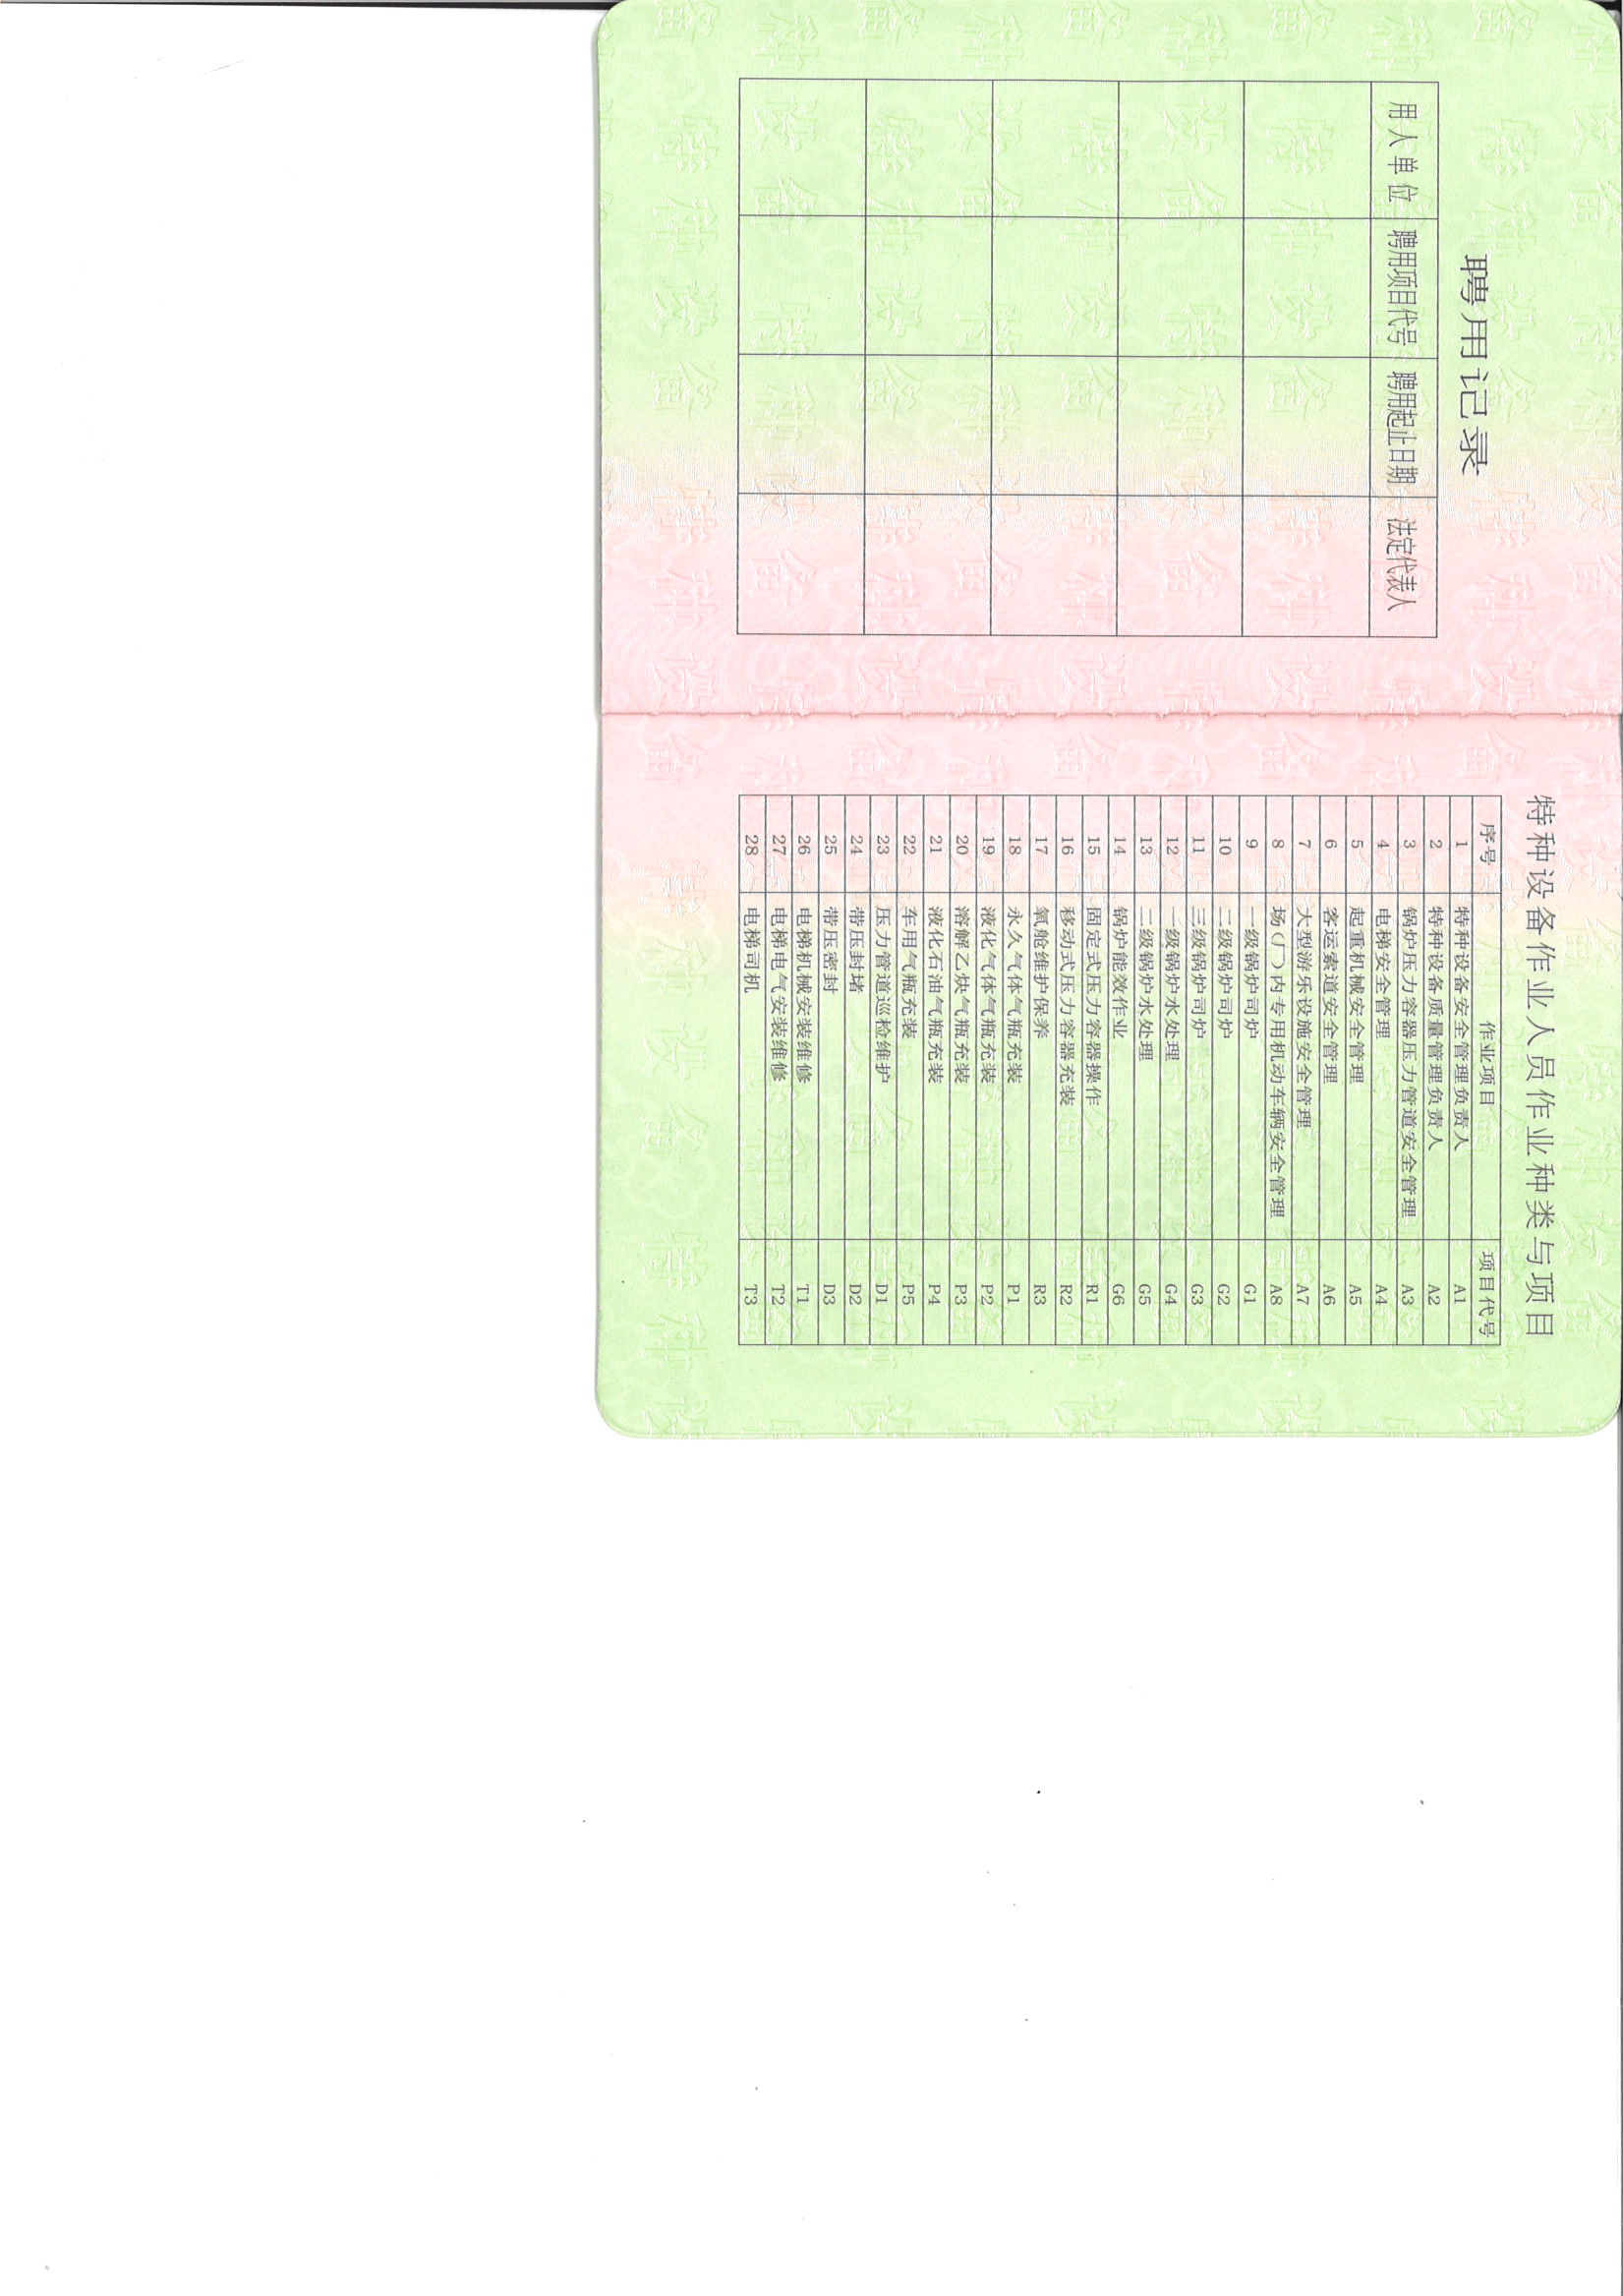 聘用记录
用人单位 聘用项目代号 聘用起止日期 法定代表人
特种设备作业人员作业种类与项目
序号 作业项目 项目代号
1 特种设备安全管理负责人 A1
2 特种设备质量管理负责人 A2
3 锅炉压力容器压力管道安全管理 A3
4 电梯安全管理 A4
5 起重机械安全管理 A5
6 客运索道安全管理 A6
7 大型游乐设施安全管理 A7
8 场(厂)内专用机动车辆安全管理 A8
9 一级锅炉司炉 G1
10 二级锅炉司炉 G2
11 三级锅炉司炉 G3
12 一级锅炉水处理 G4
13 二级锅炉水处理 G5
14 锅炉能效作业 G6
15 固定式压力容器操作 R1
16 移动式压力容器充装 R2
17 氧舱维护保养 R3
18 永久气体气瓶充装 P1
19 液化气体气瓶充装 P2
20 溶解乙炔气瓶充装 P3
21 液化石油气瓶充装 P4
22 车用气瓶充装 P5
23 压力管道巡检维护 D1
24 带压封堵 D2
25 带压密封 D3
26 电梯机械安装维修 T1
27 电梯电气安装维修 T2
28 电梯司机 T3